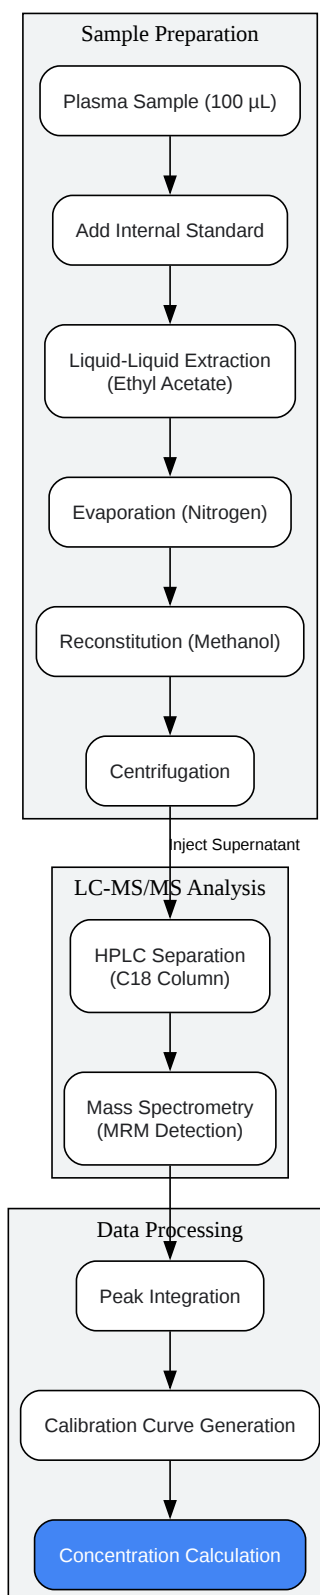 Sample Preparation
Plasma Sample (100 µL)
Add Internal Standard
Liquid-Liquid Extraction
(Ethyl Acetate)
Evaporation (Nitrogen)
Reconstitution (Methanol)
Centrifugation
Inject Supernatant
LC-MS/MS Analysis
HPLC Separation
(C18 Column)
Mass Spectrometry
(MRM Detection)
Data Processing
Peak Integration
Calibration Curve Generation
Concentration Calculation